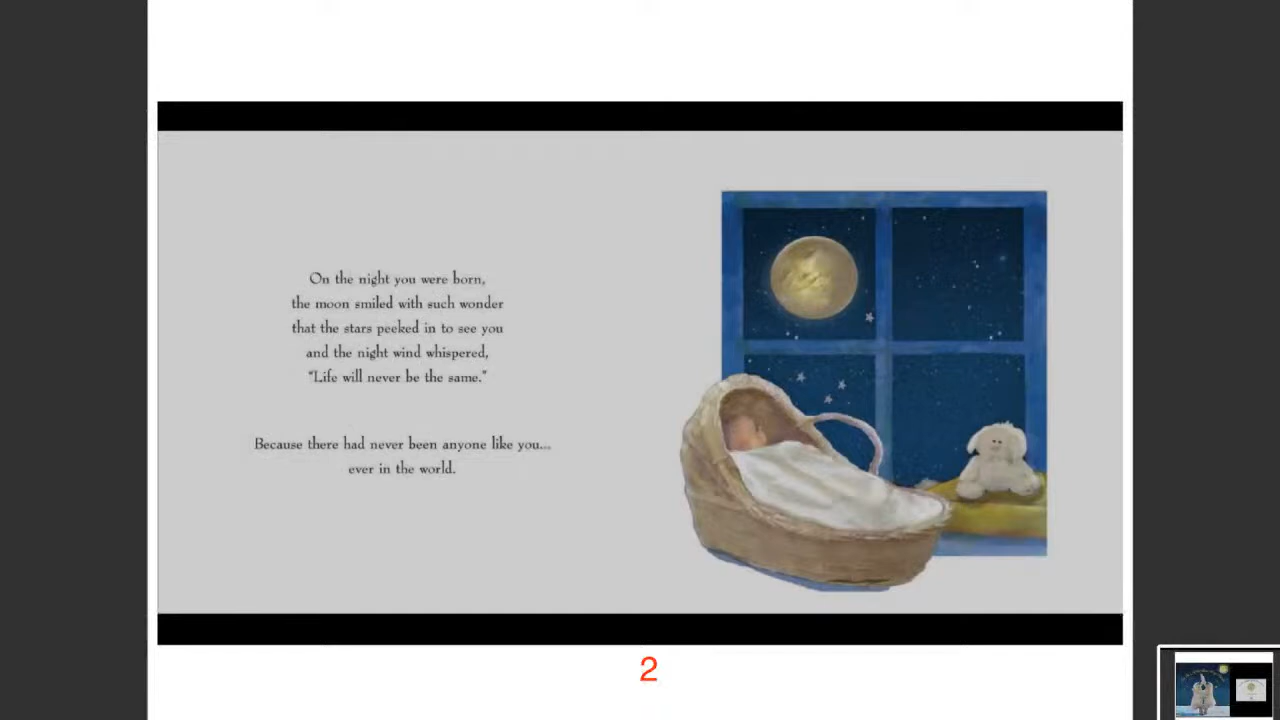 On the night you were born,
the moon smiled with such wonder
that the stars peeked in to see you
and the night wind whispered,
“Life will never be the same.”
Because there had never been anyone like you...
ever in the world.
2